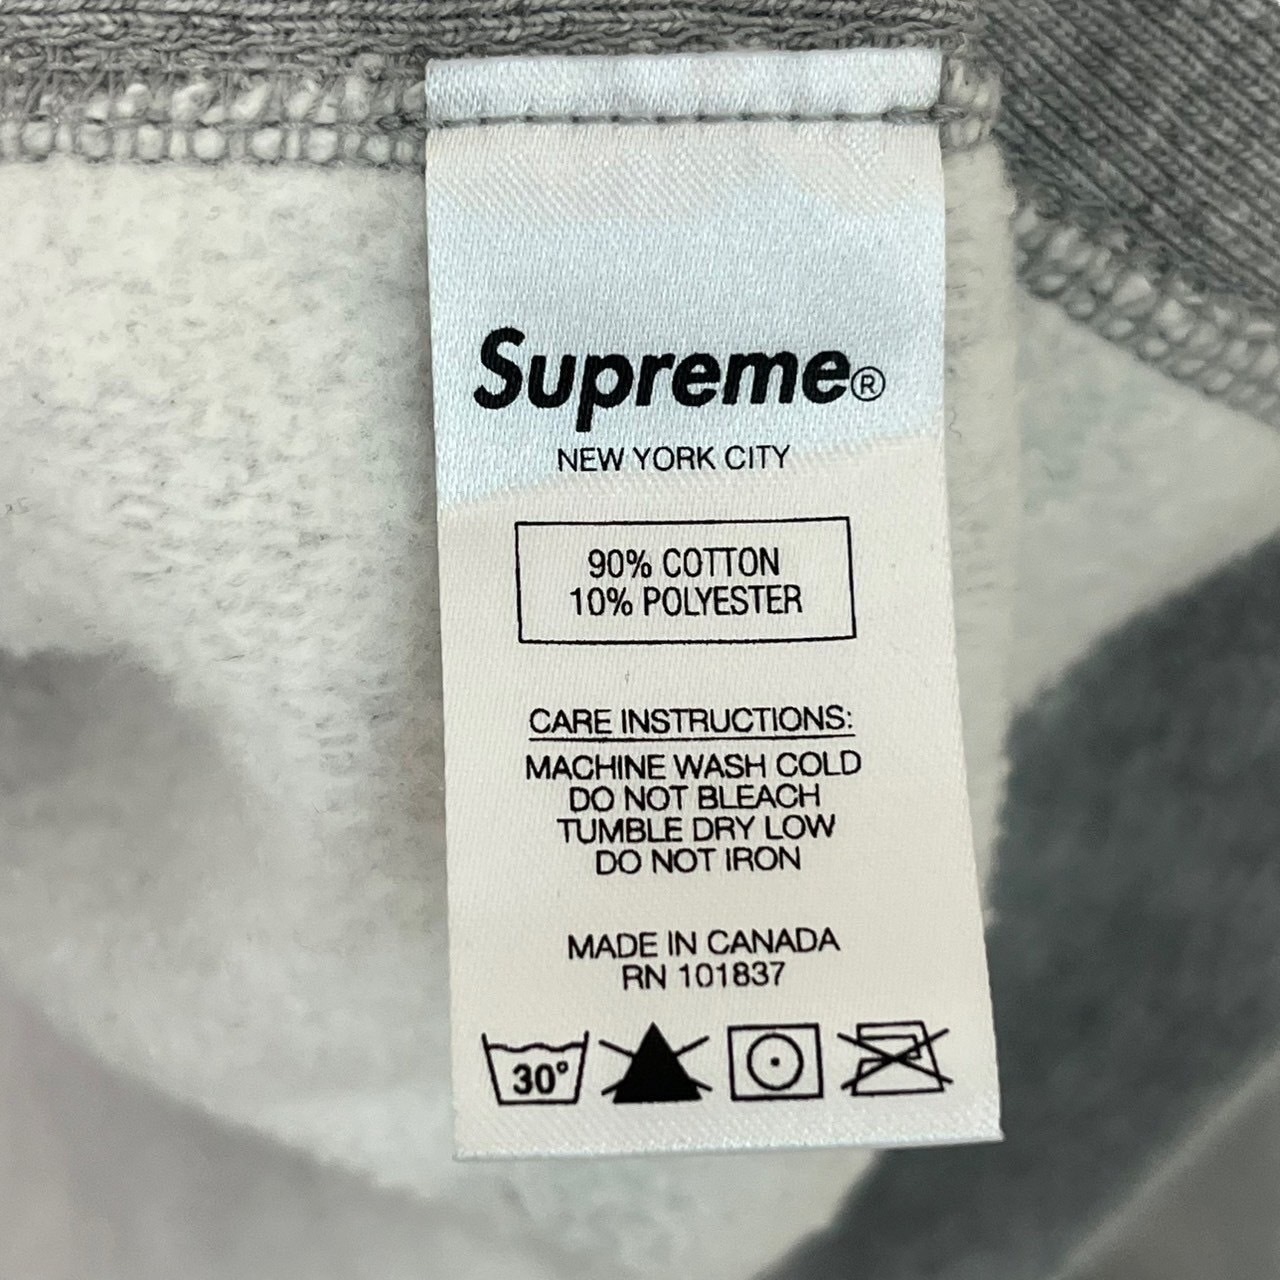 Supreme®
NEW YORK CITY
90% COTTON
10% POLYESTER
CARE INSTRUCTIONS:
MACHINE WASH COLD
DO NOT BLEACH
TUMBLE DRY LOW
DO NOT IRON
MADE IN CANADA
RN 101837
30°